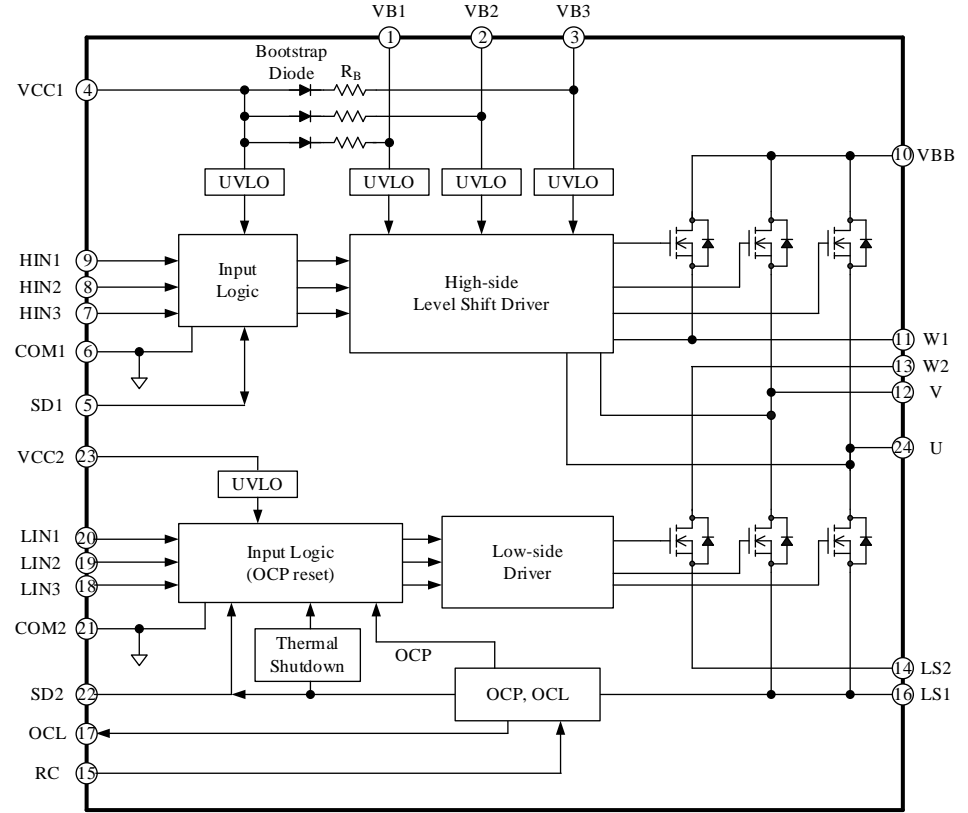 VB1
VB2
VB3
1
2
3
Bootstrap
Diode
RB
VCC1
4
10
VBB
UVLO
UVLO
UVLO
UVLO
HIN1
9
HIN2
8
HIN3
7
Input
Logic
High-side
Level Shift Driver
COM1
6
11
W1
13
W2
SD1
5
12
V
24
U
VCC2
23
UVLO
LIN1
20
LIN2
19
LIN3
18
Input Logic
(OCP reset)
Low-side
Driver
COM2
21
Thermal
Shutdown
OCP
14
LS2
SD2
22
OCP, OCL
16
LS1
OCL
17
RC
15